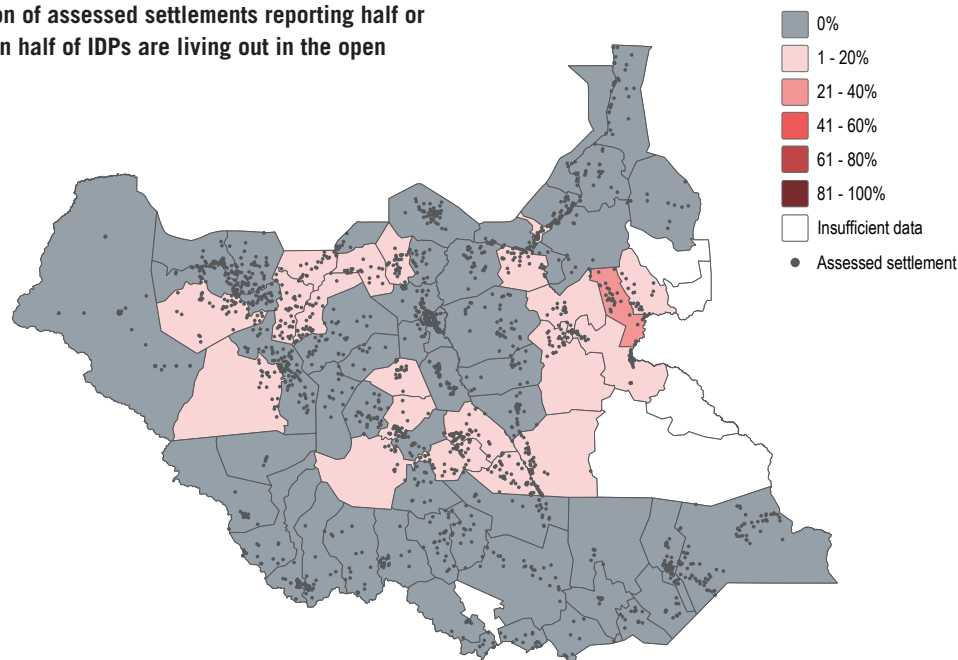 of assessed settlements reporting half or
half of IDPs are living out in the open
0%
1 - 20%
21 - 40%
41 - 60%
61 - 80%
81 - 100%
Insufficient data
Assessed settlement